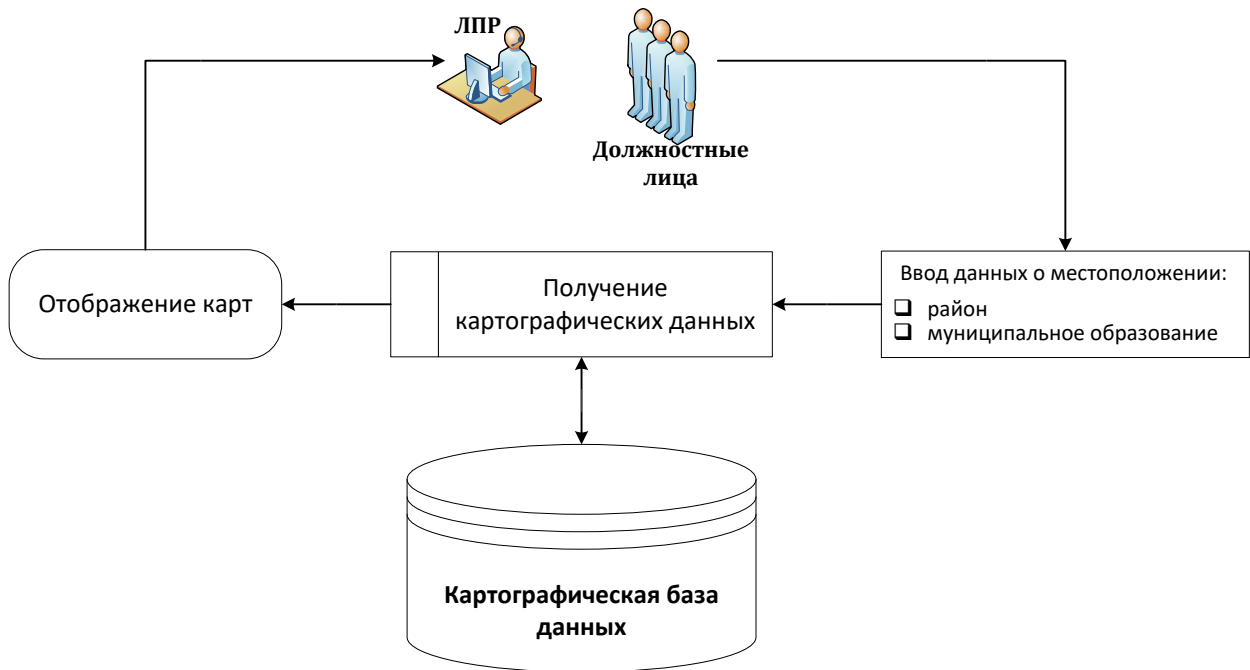 ЛПР
Должностные
лица
Отображение карт
Получение
картографических данных
Ввод данных о местоположении:
район
муниципальное образование
Картографическая база
данных